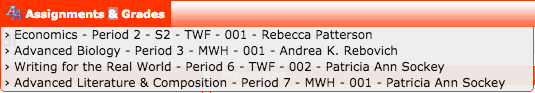 Assignments & Grades
› Economics - Period 2 - S2 - TWF - 001 - Rebecca Patterson
› Advanced Biology - Period 3 - MWH - 001 - Andrea K. Rebovich
› Writing for the Real World - Period 6 - TWF - 002 - Patricia Ann Sockey
› Advanced Literature & Composition - Period 7 - MWH - 001 - Patricia Ann Sockey